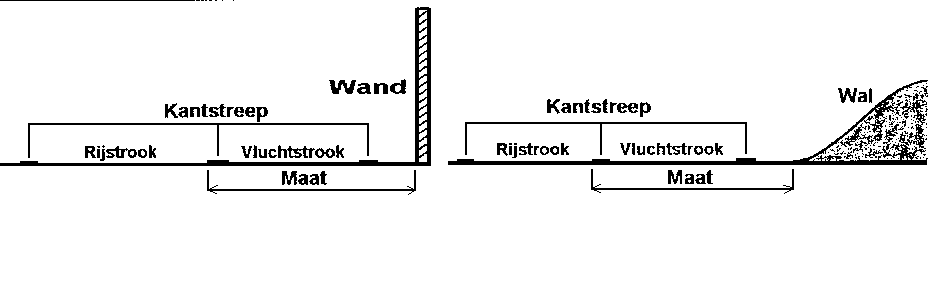 Wand
Kantstreep
Rijstrook Vluchtstrook
Maat
Wal
Kantstreep
Rijstrook Vluchtstrook
Maat